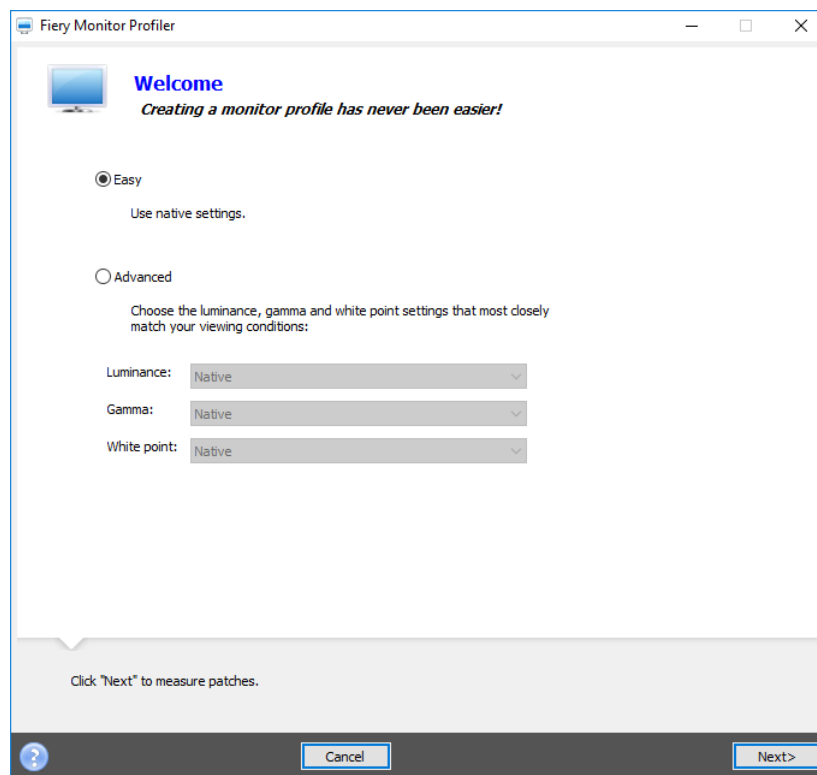 Fiery Monitor Profiler
Welcome
Creating a monitor profile has never been easier!
Easy
Use native settings.
Advanced
Choose the luminance, gamma and white point settings that most closely
match your viewing conditions:
Luminance: Native
Gamma: Native
White point: Native
Click "Next" to measure patches.
? Cancel Next>